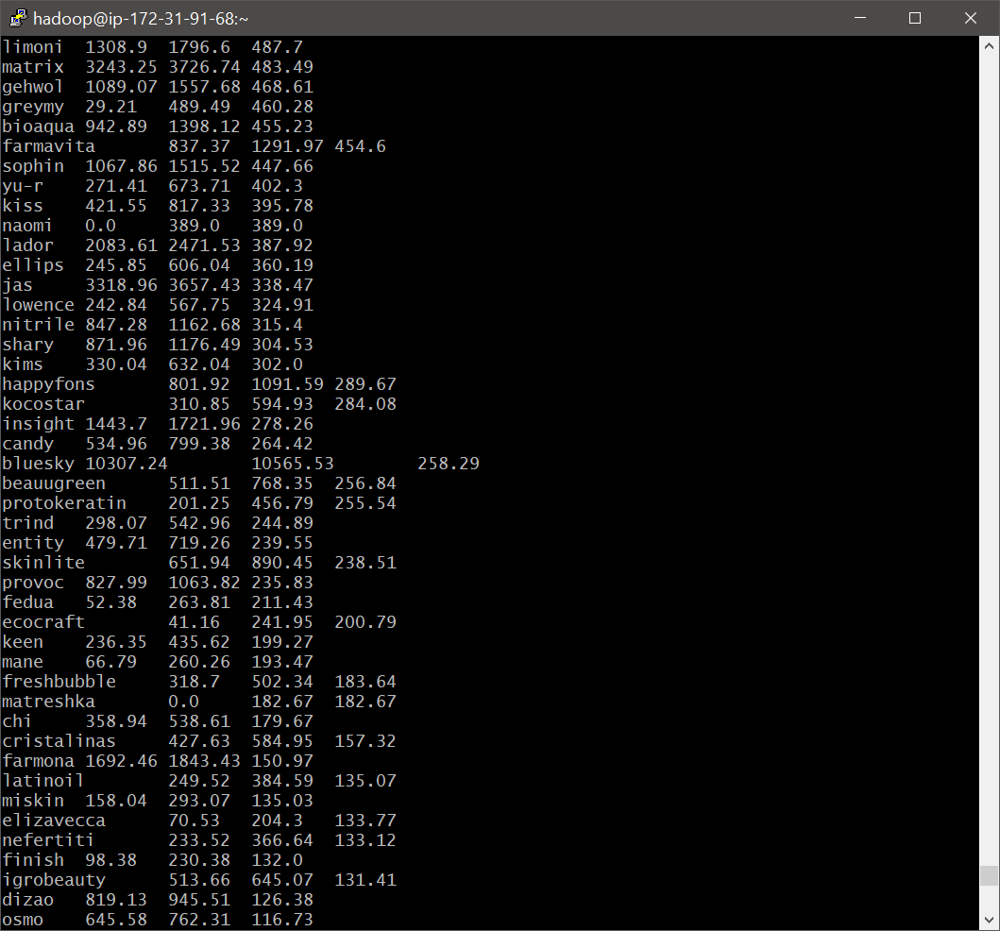 hadoop@ip-172-31-91-68:~
limoni 1308.9 1796.6 487.7
matrix 3243.25 3726.74 483.49
gehwol 1089.07 1557.68 468.61
greymy 29.21 489.49 460.28
bioaqua 942.89 1398.12 455.23
farmavita 837.37 1291.97 454.6
sophin 1067.86 1515.52 447.66
yu-r 271.41 673.71 402.3
kiss 421.55 817.33 395.78
naomi 0.0 389.0 389.0
lador 2083.61 2471.53 387.92
ellips 245.85 606.04 360.19
jas 3318.96 3657.43 338.47
lowence 242.84 567.75 324.91
nitrile 847.28 1162.68 315.4
shary 871.96 1176.49 304.53
kims 330.04 632.04 302.0
happyfons 801.92 1091.59 289.67
kocostar 310.85 594.93 284.08
insight 1443.7 1721.96 278.26
candy 534.96 799.38 264.42
bluesky 10307.24 10565.53 258.29
beauugreen 511.51 768.35 256.84
protokeratin 201.25 456.79 255.54
trind 298.07 542.96 244.89
entity 479.71 719.26 239.55
skinlite 651.94 890.45 238.51
provoc 827.99 1063.82 235.83
fedua 52.38 263.81 211.43
ecocraft 41.16 241.95 200.79
keen 236.35 435.62 199.27
mane 66.79 260.26 193.47
freshbubble 318.7 502.34 183.64
matreshka 0.0 182.67 182.67
chi 358.94 538.61 179.67
cristalinas 427.63 584.95 157.32
farmona 1692.46 1843.43 150.97
latinoil 249.52 384.59 135.07
miskin 158.04 293.07 135.03
elizavecca 70.53 204.3 133.77
nefertiti 233.52 366.64 133.12
finish 98.38 230.38 132.0
igrobeauty 513.66 645.07 131.41
dizao 819.13 945.51 126.38
osmo 645.58 762.31 116.73